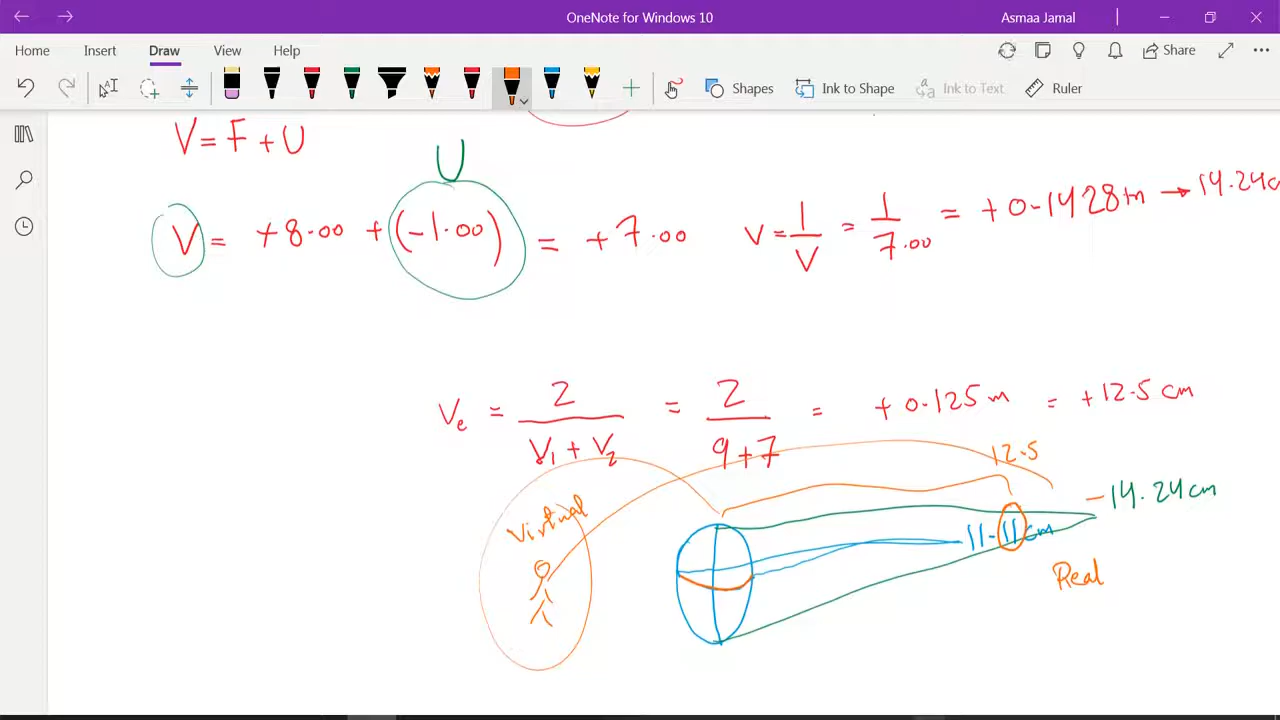 OneNote for Windows 10
Asmaa Jamal
Home Insert Draw View Help
Share
Shapes Ink to Shape Ink to Text Ruler
V = F + U
U
V = +8.00 + (-1.00) = +7.00 v = 1/V = 1/7.00 = +0.1428m → 14.24c
Ve = 2/V1 + V2 = 2/9+7 = +0.125m = +12.5 cm
12.5
-14.24cm
Virtual
11.11cm
Real